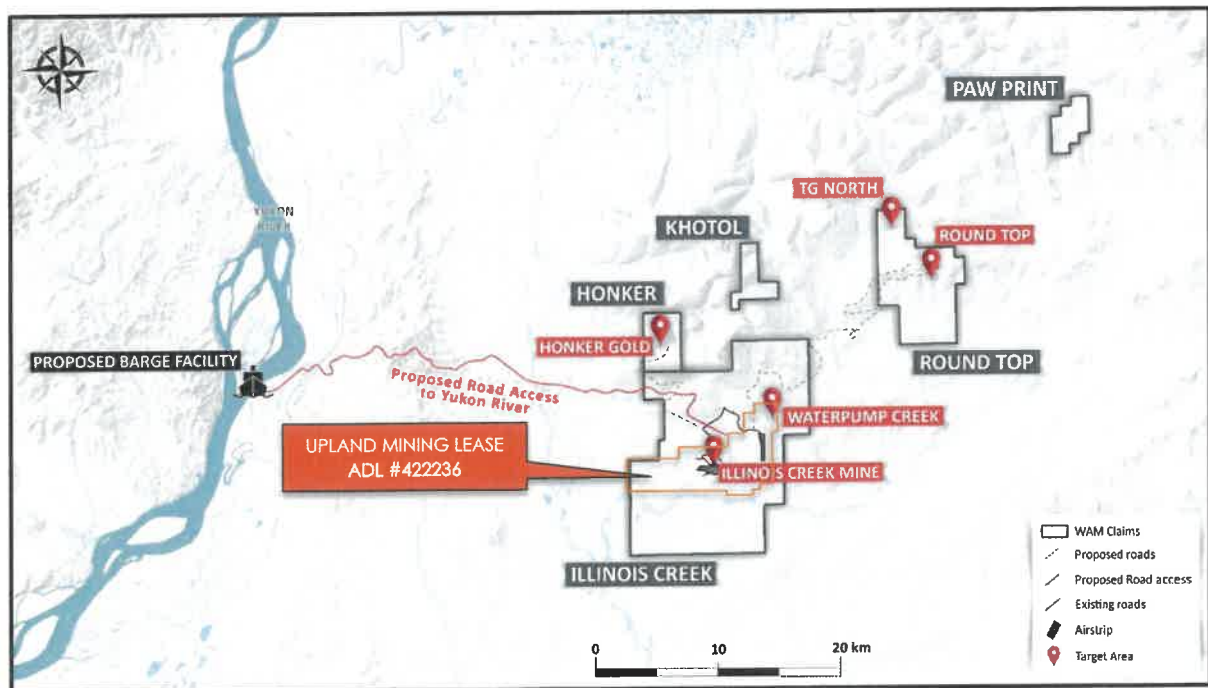 PAW PRINT
TG NORTH
ROUND TOP
KHOTOL
YUKON
RIVER
HONKER
HONKER GOLD
ROUND TOP
PROPOSED BARGE FACILITY
Proposed Road Access
to Yukon River
WATERPUMP CREEK
UPLAND MINING LEASE
ADL #422236
ILLINOIS CREEK MINE
ILLINOIS CREEK
WAM Claims
Proposed roads
Proposed Road access
Existing roads
Airstrip
Target Area
0 10 20 km